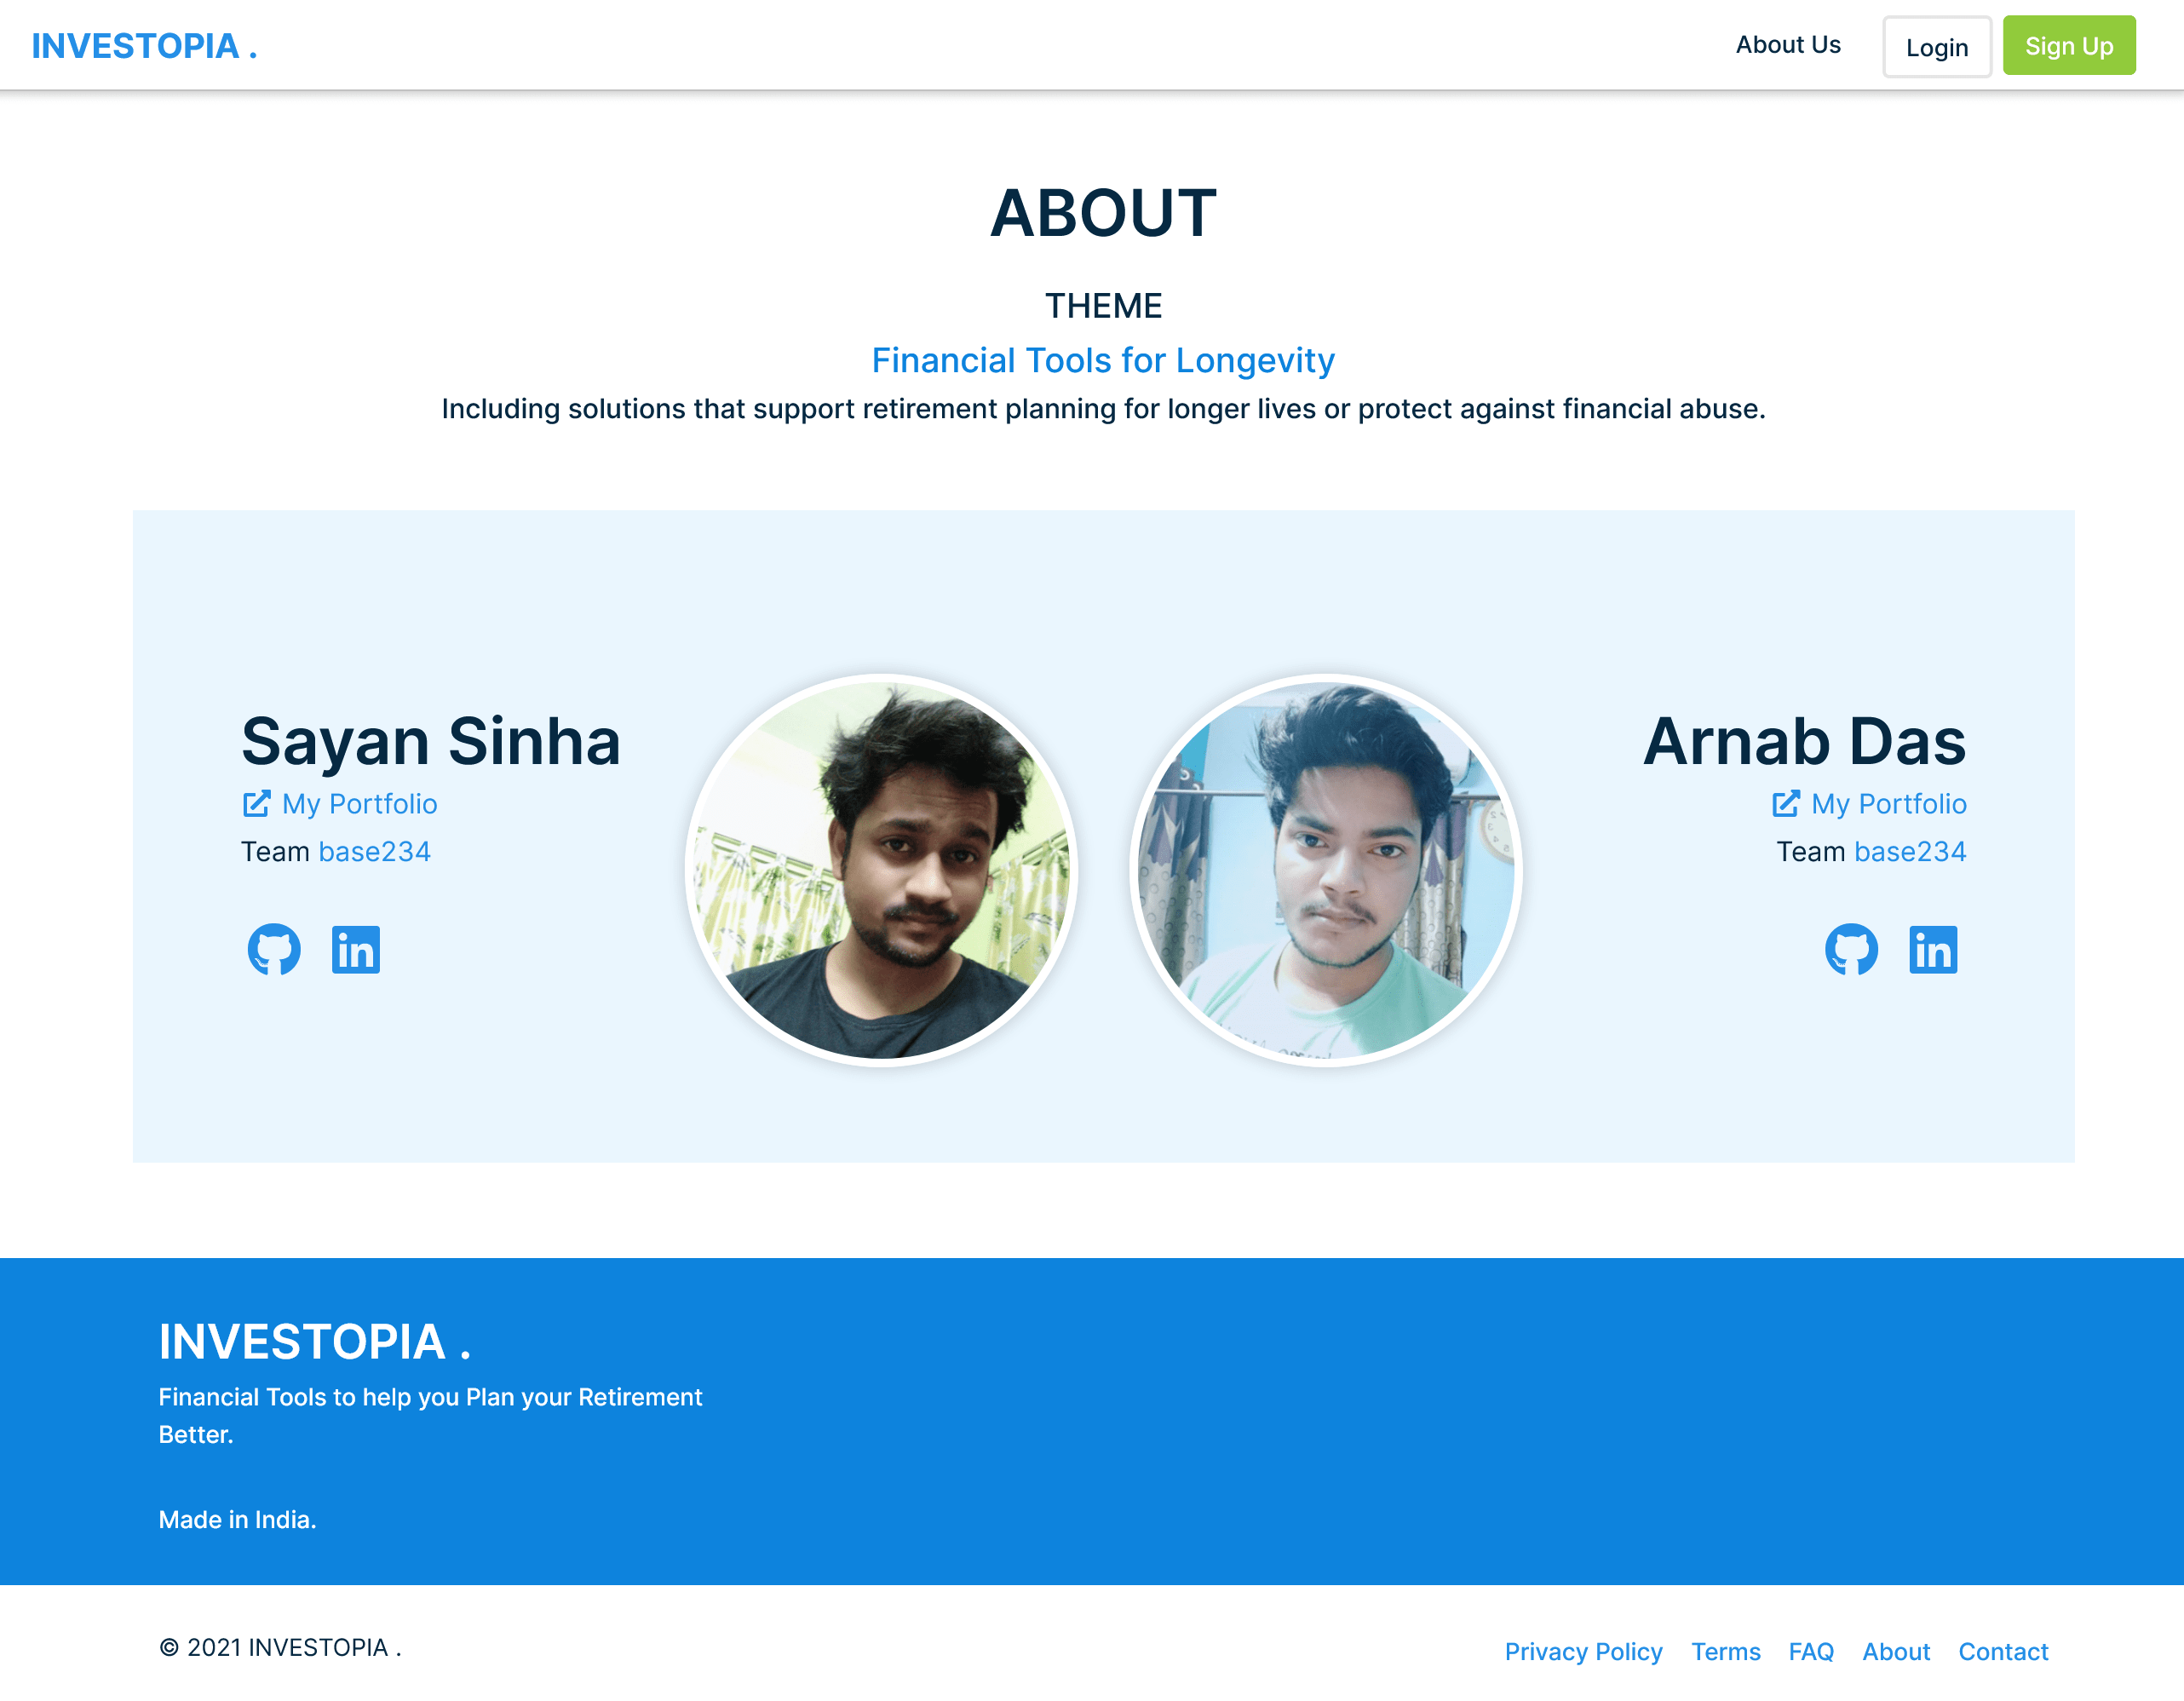 INVESTOPIA .
About Us
Login
Sign Up
ABOUT
THEME
Financial Tools for Longevity
Including solutions that support retirement planning for longer lives or protect against financial abuse.
Sayan Sinha
My Portfolio
Team base234
in
Arnab Das
My Portfolio
Team base234
in
INVESTOPIA .
Financial Tools to help you Plan your Retirement
Better.
Made in India.
© 2021 INVESTOPIA .
Privacy Policy
Terms
FAQ
About
Contact